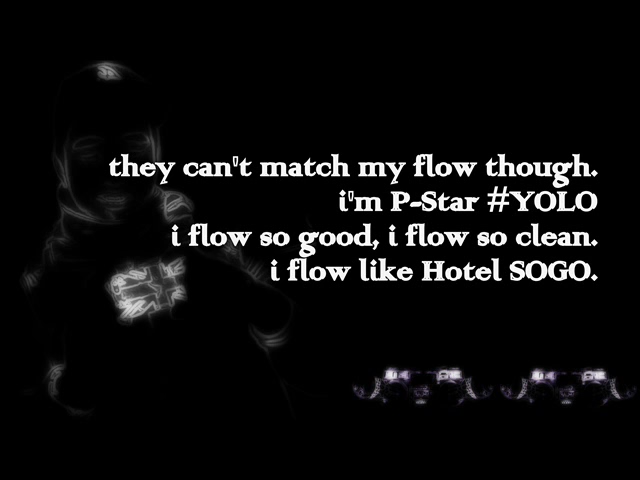 they can't match my flow though.
i'm P-Star #YOLO
i flow so good, i flow so clean.
i flow like Hotel SOGO.